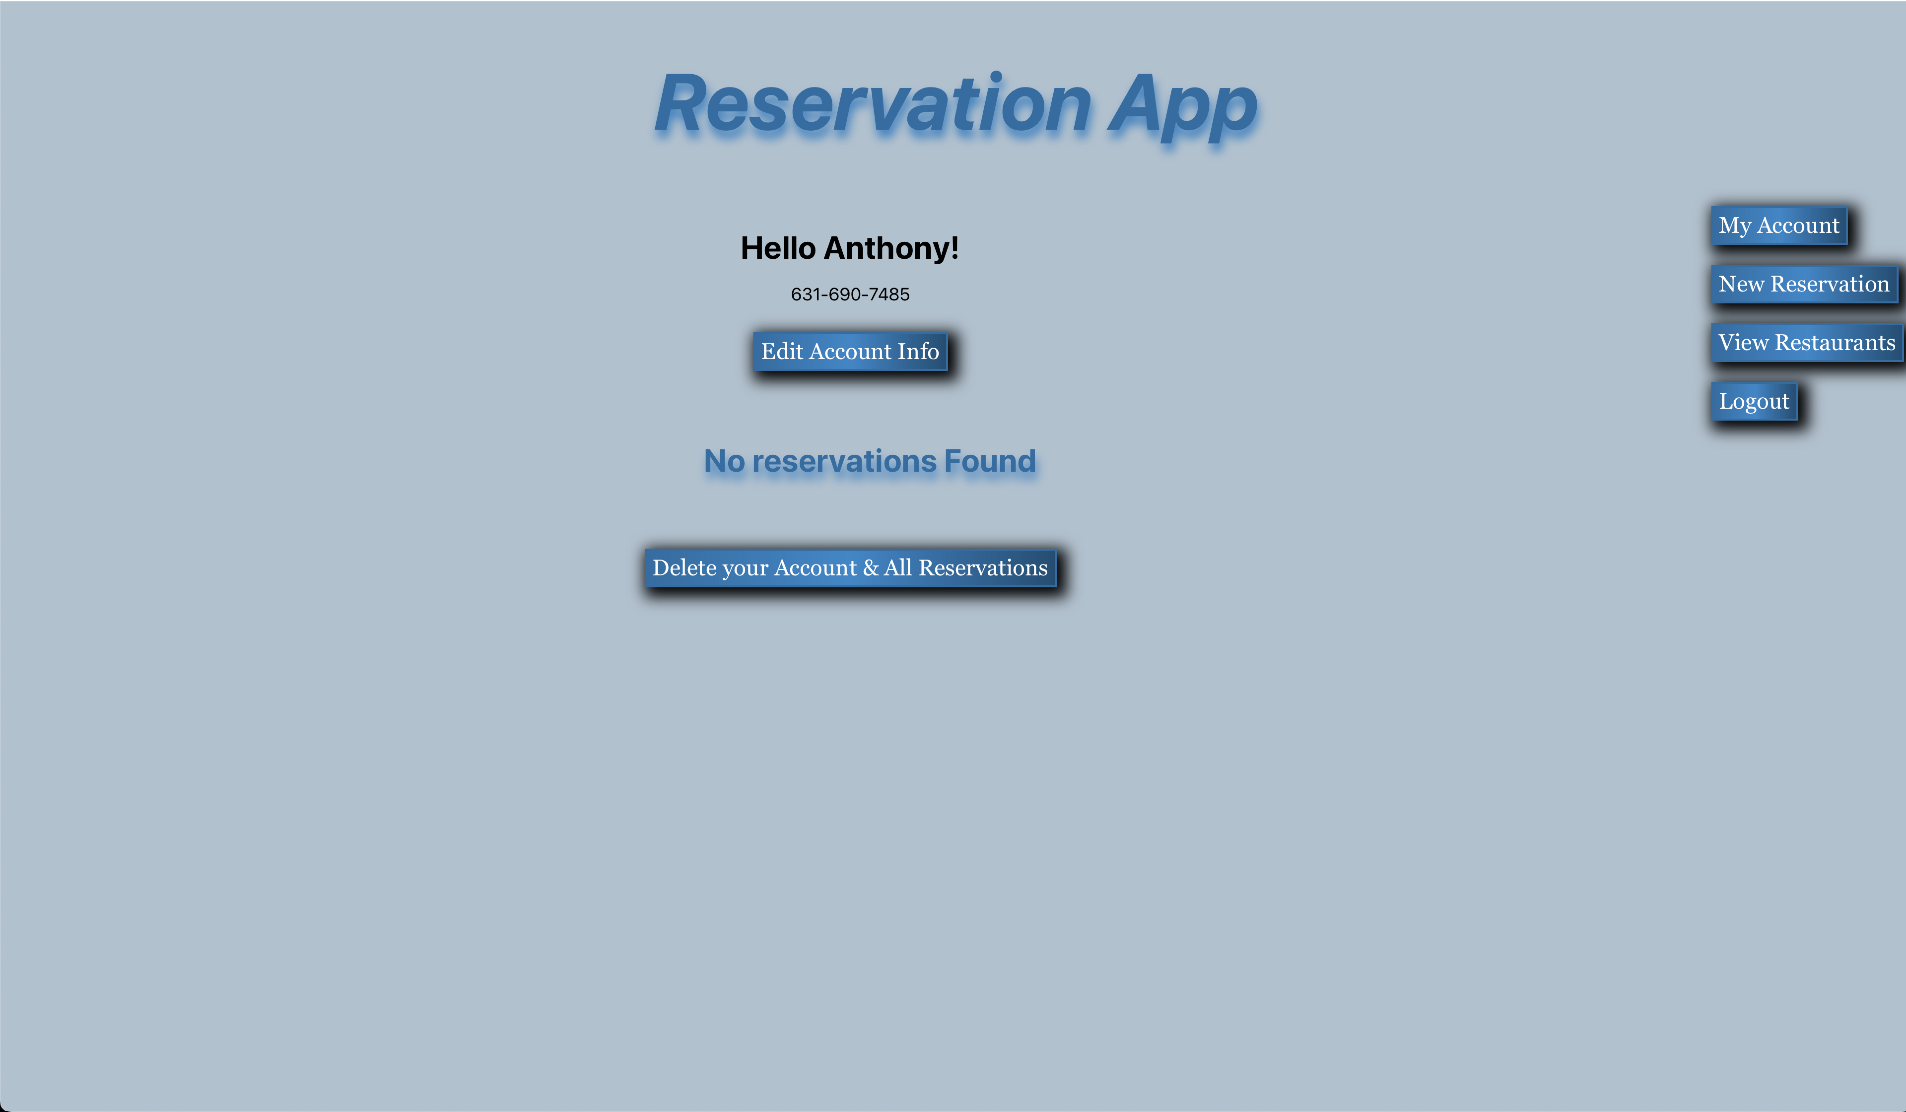 Reservation App
Hello Anthony!
631-690-7485
Edit Account Info
No reservations Found
Delete your Account & All Reservations
My Account
New Reservation
View Restaurants
Logout